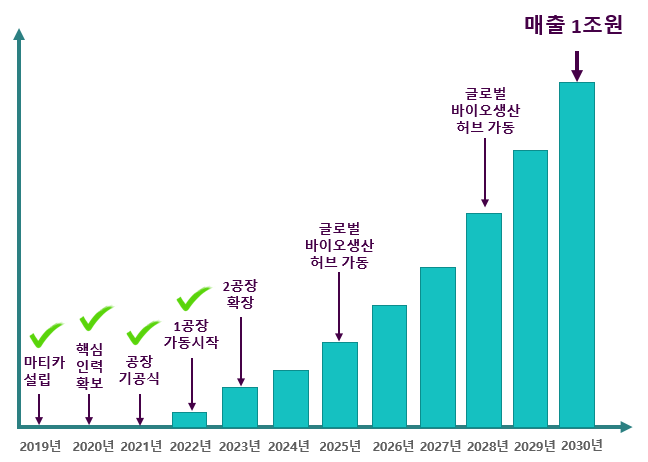 매출 1조원
글로벌
바이오생산
허브 가동
글로벌
바이오생산
허브 가동
2공장
확장
1공장
가동시작
마티카
설립
핵심
인력
확보
공장
기공식
2019년 2020년 2021년 2022년 2023년 2024년 2025년 2026년 2027년 2028년 2029년 2030년